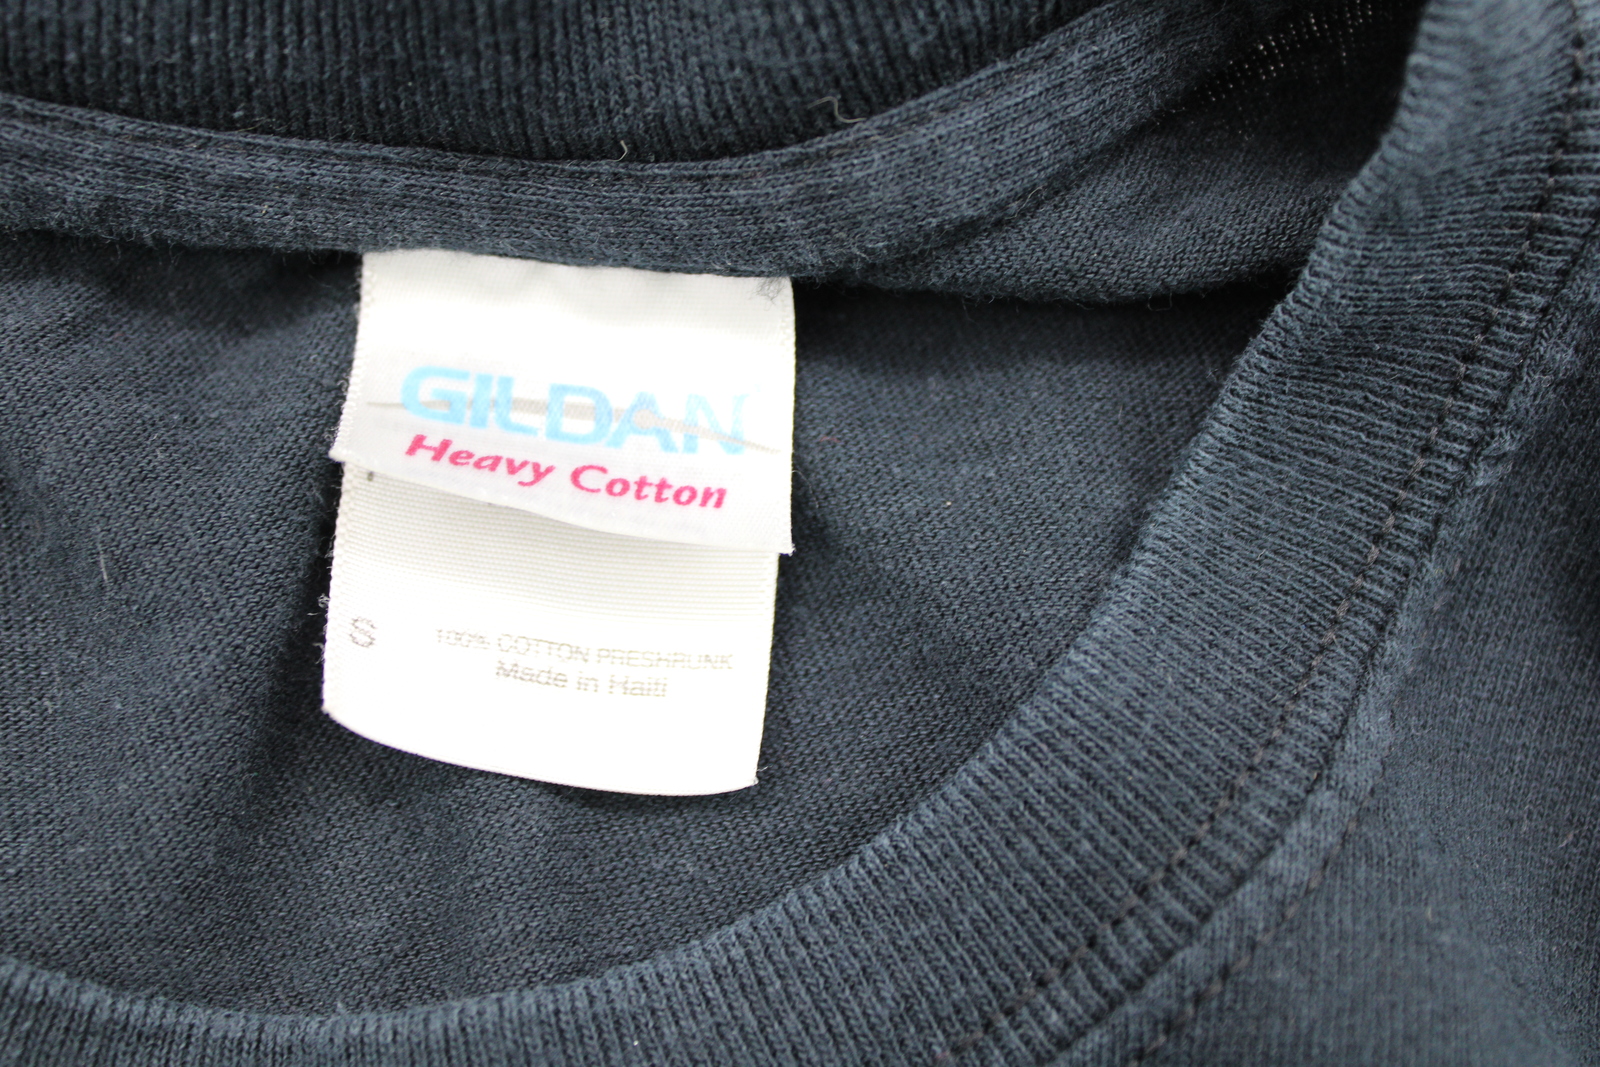 GILDAN
Heavy Cotton
S
100% COTTON PRESHRUNK
Made in Haiti